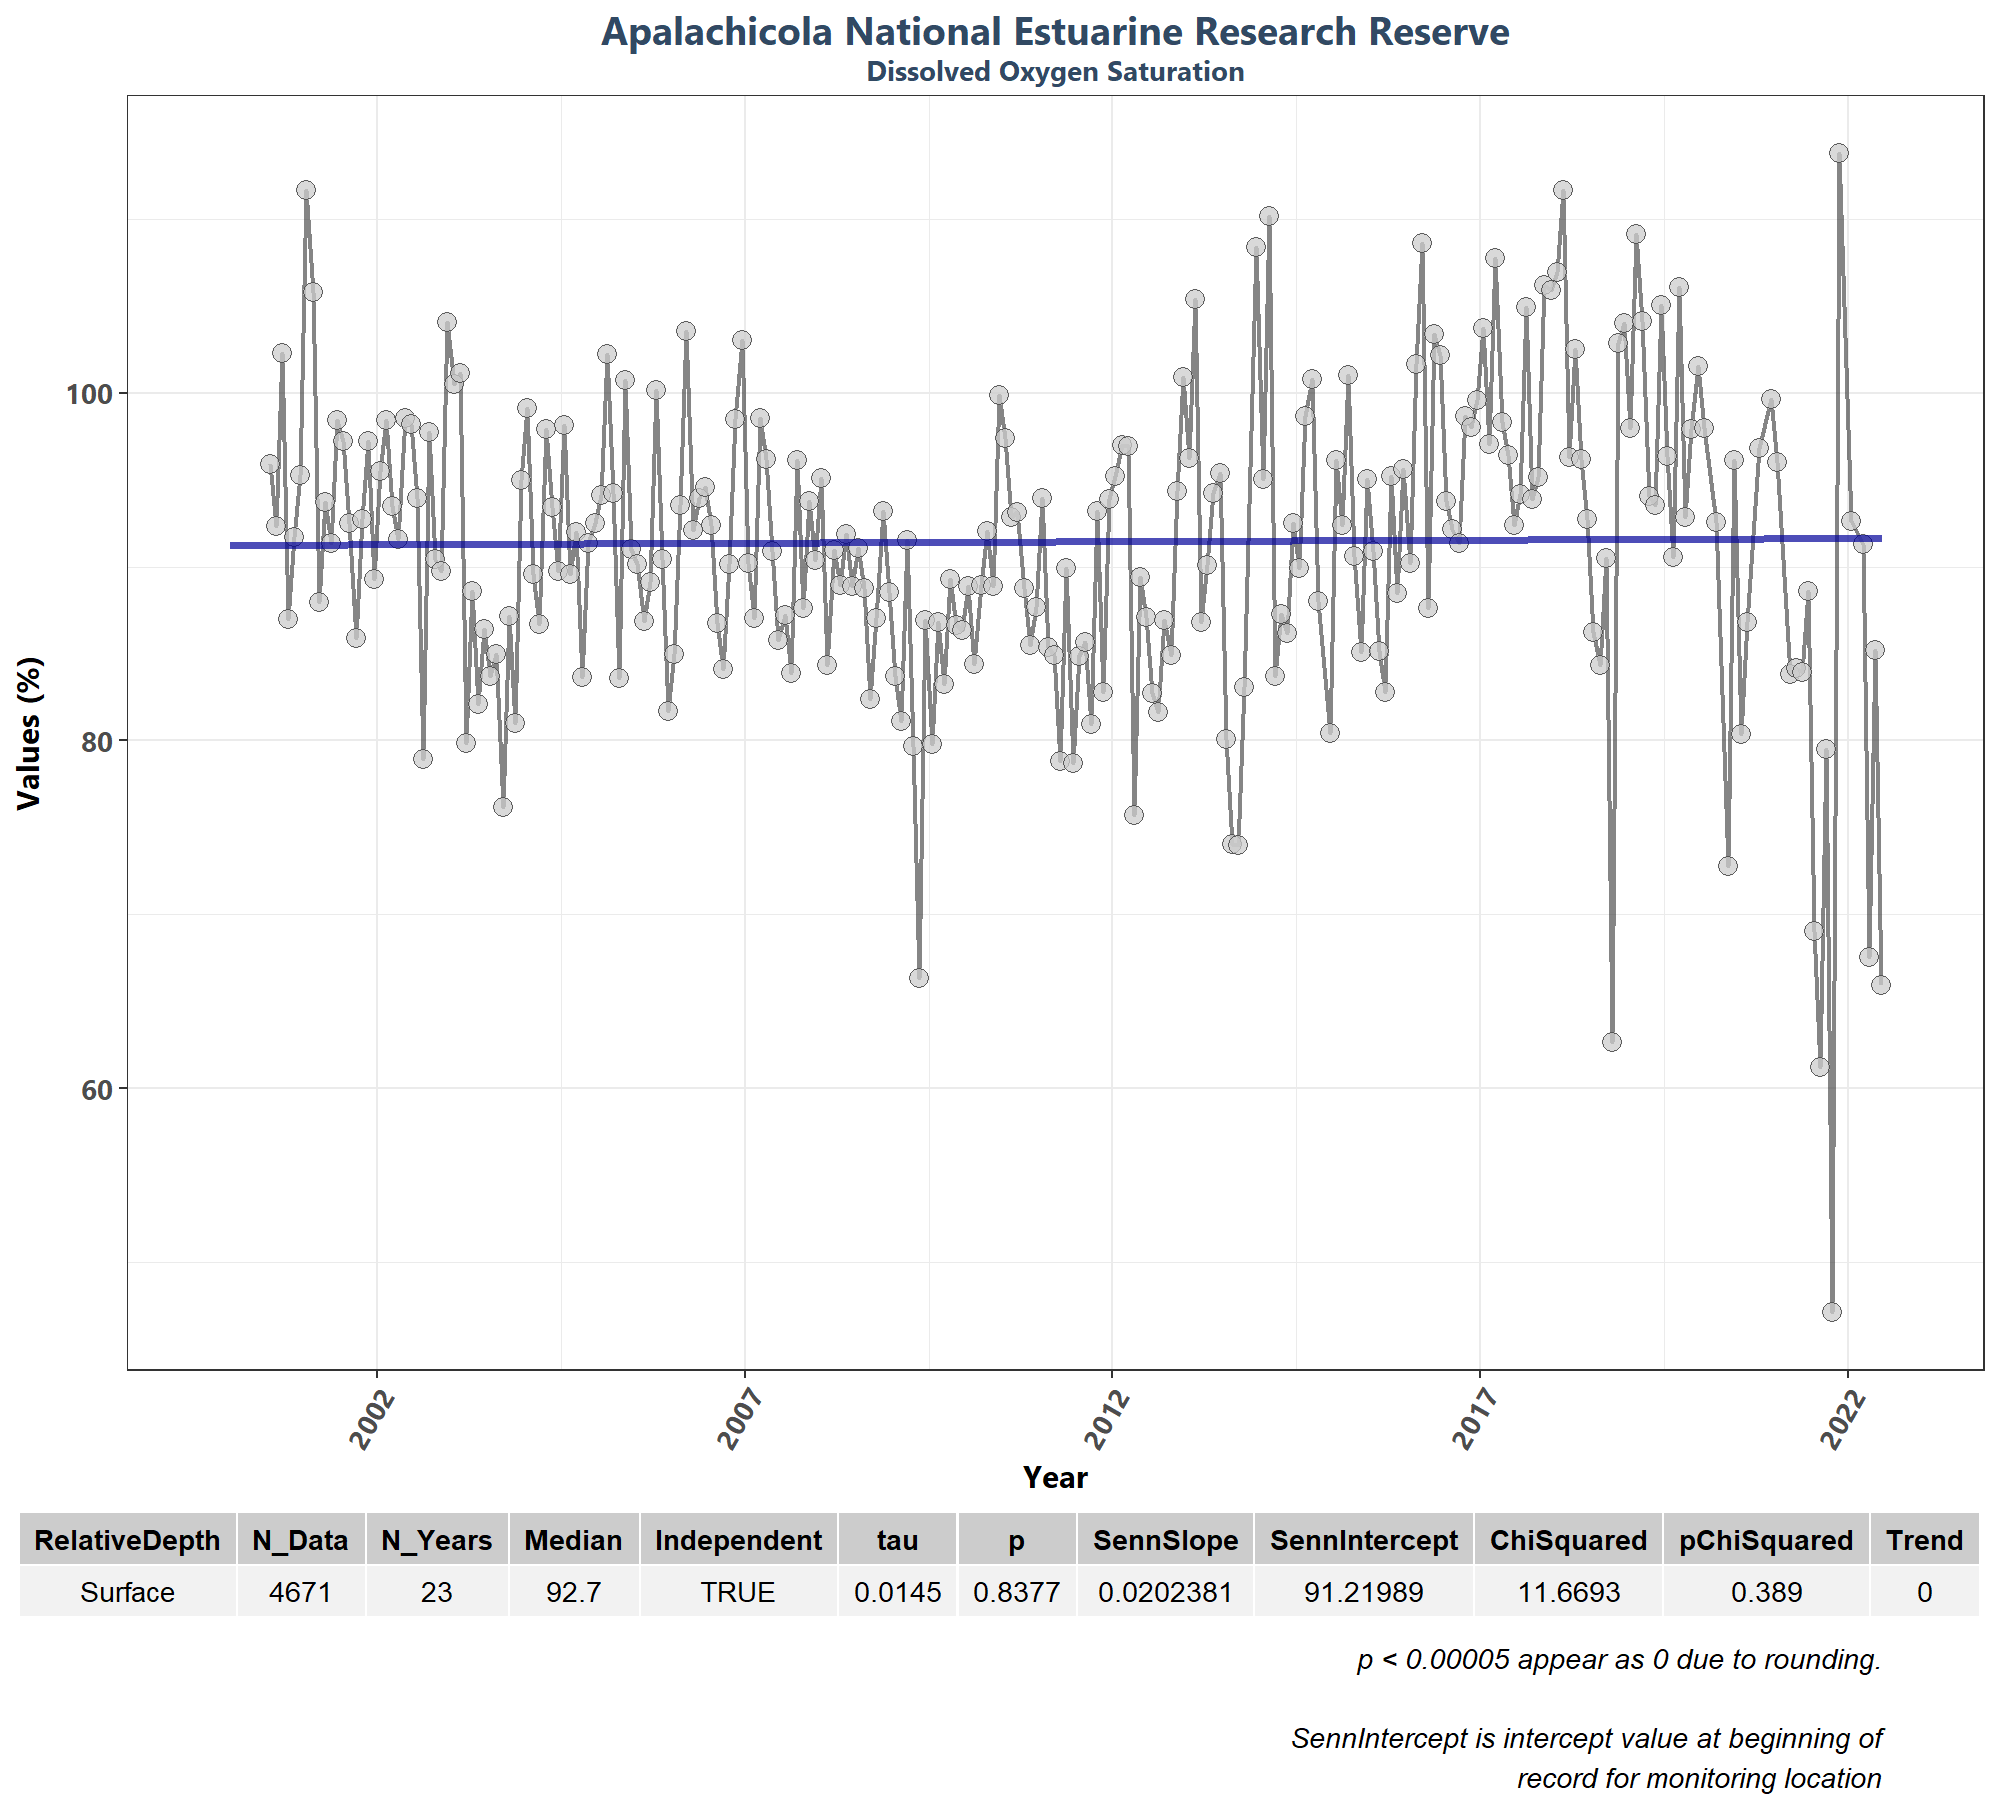 Apalachicola National Estuarine Research Reserve
Dissolved Oxygen Saturation
Values (%)
100
80
60
2002 2007 2012 2017 2022
Year
RelativeDepth N_Data N_Years Median Independent tau p SennSlope SennIntercept ChiSquared pChiSquared Trend
Surface 4671 23 92.7 TRUE 0.0145 0.8377 0.0202381 91.21989 11.6693 0.389 0
p < 0.00005 appear as 0 due to rounding.
SennIntercept is intercept value at beginning of
record for monitoring location